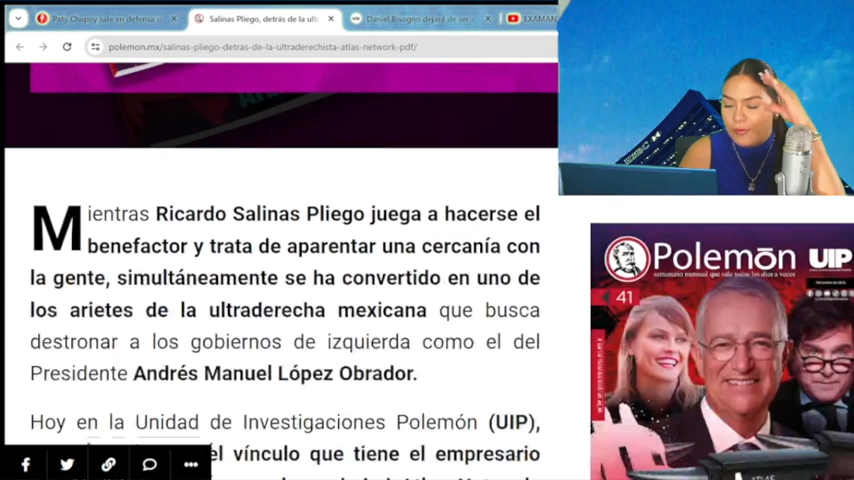 Paty Chapoy sale en defensa u
Salinas Pliego, detrás de la ult
Daniel Bisogno dejará de ser
EXAMAN
polemon.mx/salinas-pliego-detras-de-la-ultraderechista-atlas-network-pdf/
Mientras Ricardo Salinas Pliego juega a hacerse el
benefactor y trata de aparentar una cercanía con
la gente, simultáneamente se ha convertido en uno de
los arietes de la ultraderecha mexicana que busca
destronar a los gobiernos de izquierda como el del
Presidente Andrés Manuel López Obrador.
Hoy en la Unidad de Investigaciones Polemón (UIP),
el vínculo que tiene el empresario
Polemōn UIP
semanario mensual que sale todos los días a veces
41
ATLAS